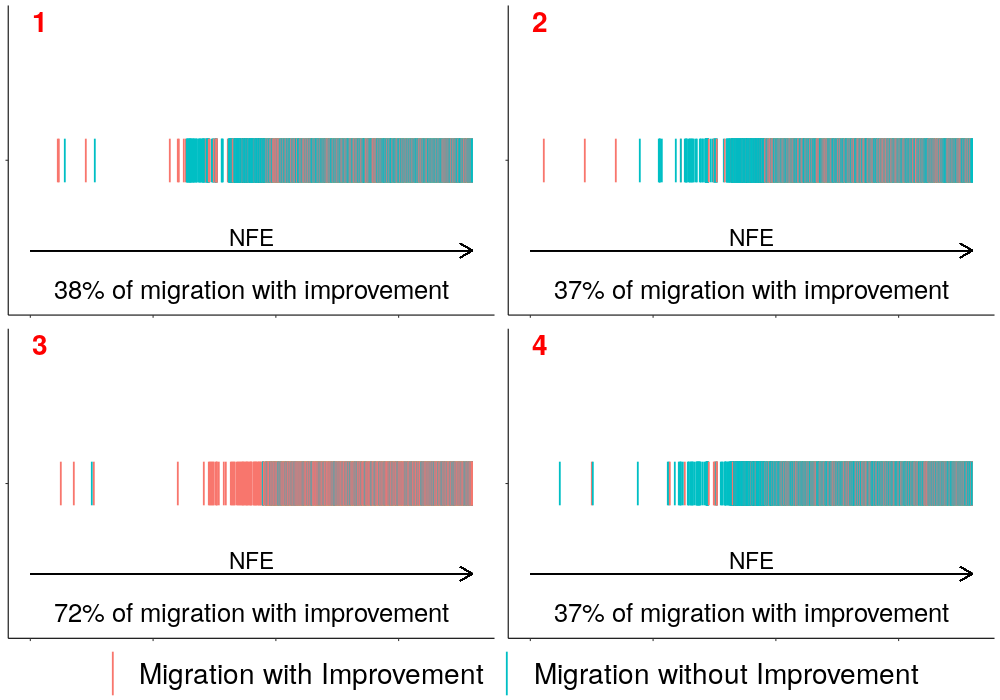 1
NFE
38% of migration with improvement
2
NFE
37% of migration with improvement
3
NFE
72% of migration with improvement
4
NFE
37% of migration with improvement
Migration with Improvement
Migration without Improvement